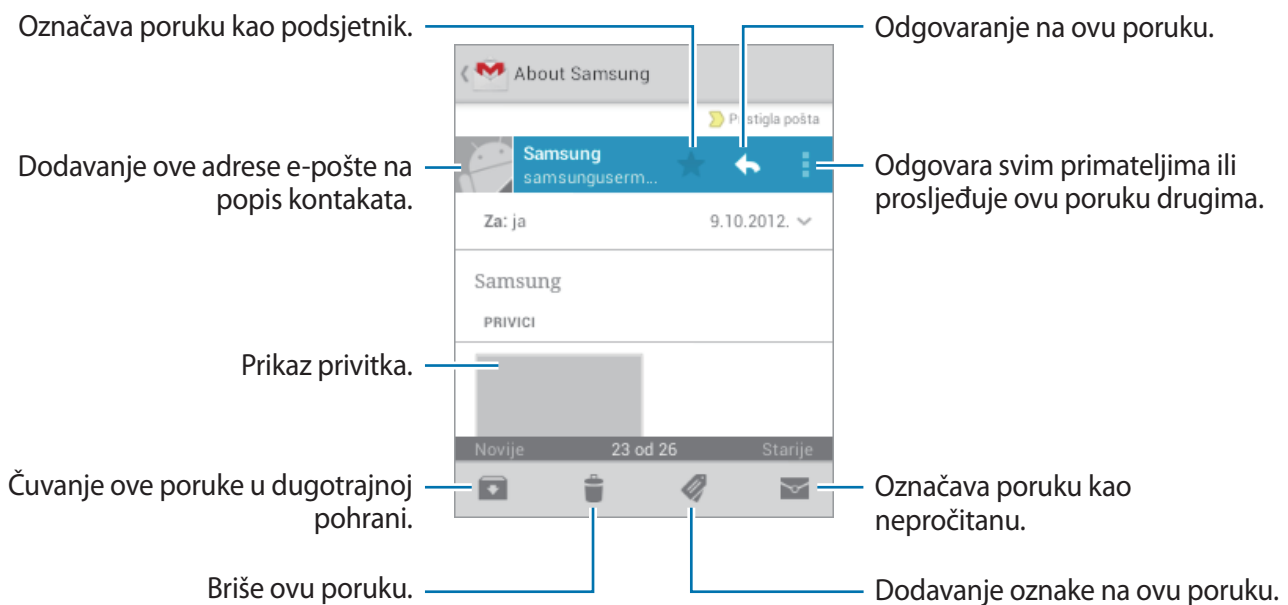 Označava poruku kao podsjetnik.
Odgovaranje na ovu poruku.
About Samsung
Pristigla pošta
Dodavanje ove adrese e-pošte na
popis kontakata.
Samsung
samsunguserm...
Odgovara svim primateljima ili
prosljeđuje ovu poruku drugima.
Za: ja
9.10.2012.
Samsung
PRIVICI
Prikaz privitka.
Novije
23 od 26
Starije
Čuvanje ove poruke u dugotrajnoj
pohrani.
Označava poruku kao
nepročitanu.
Briše ovu poruku.
Dodavanje oznake na ovu poruku.